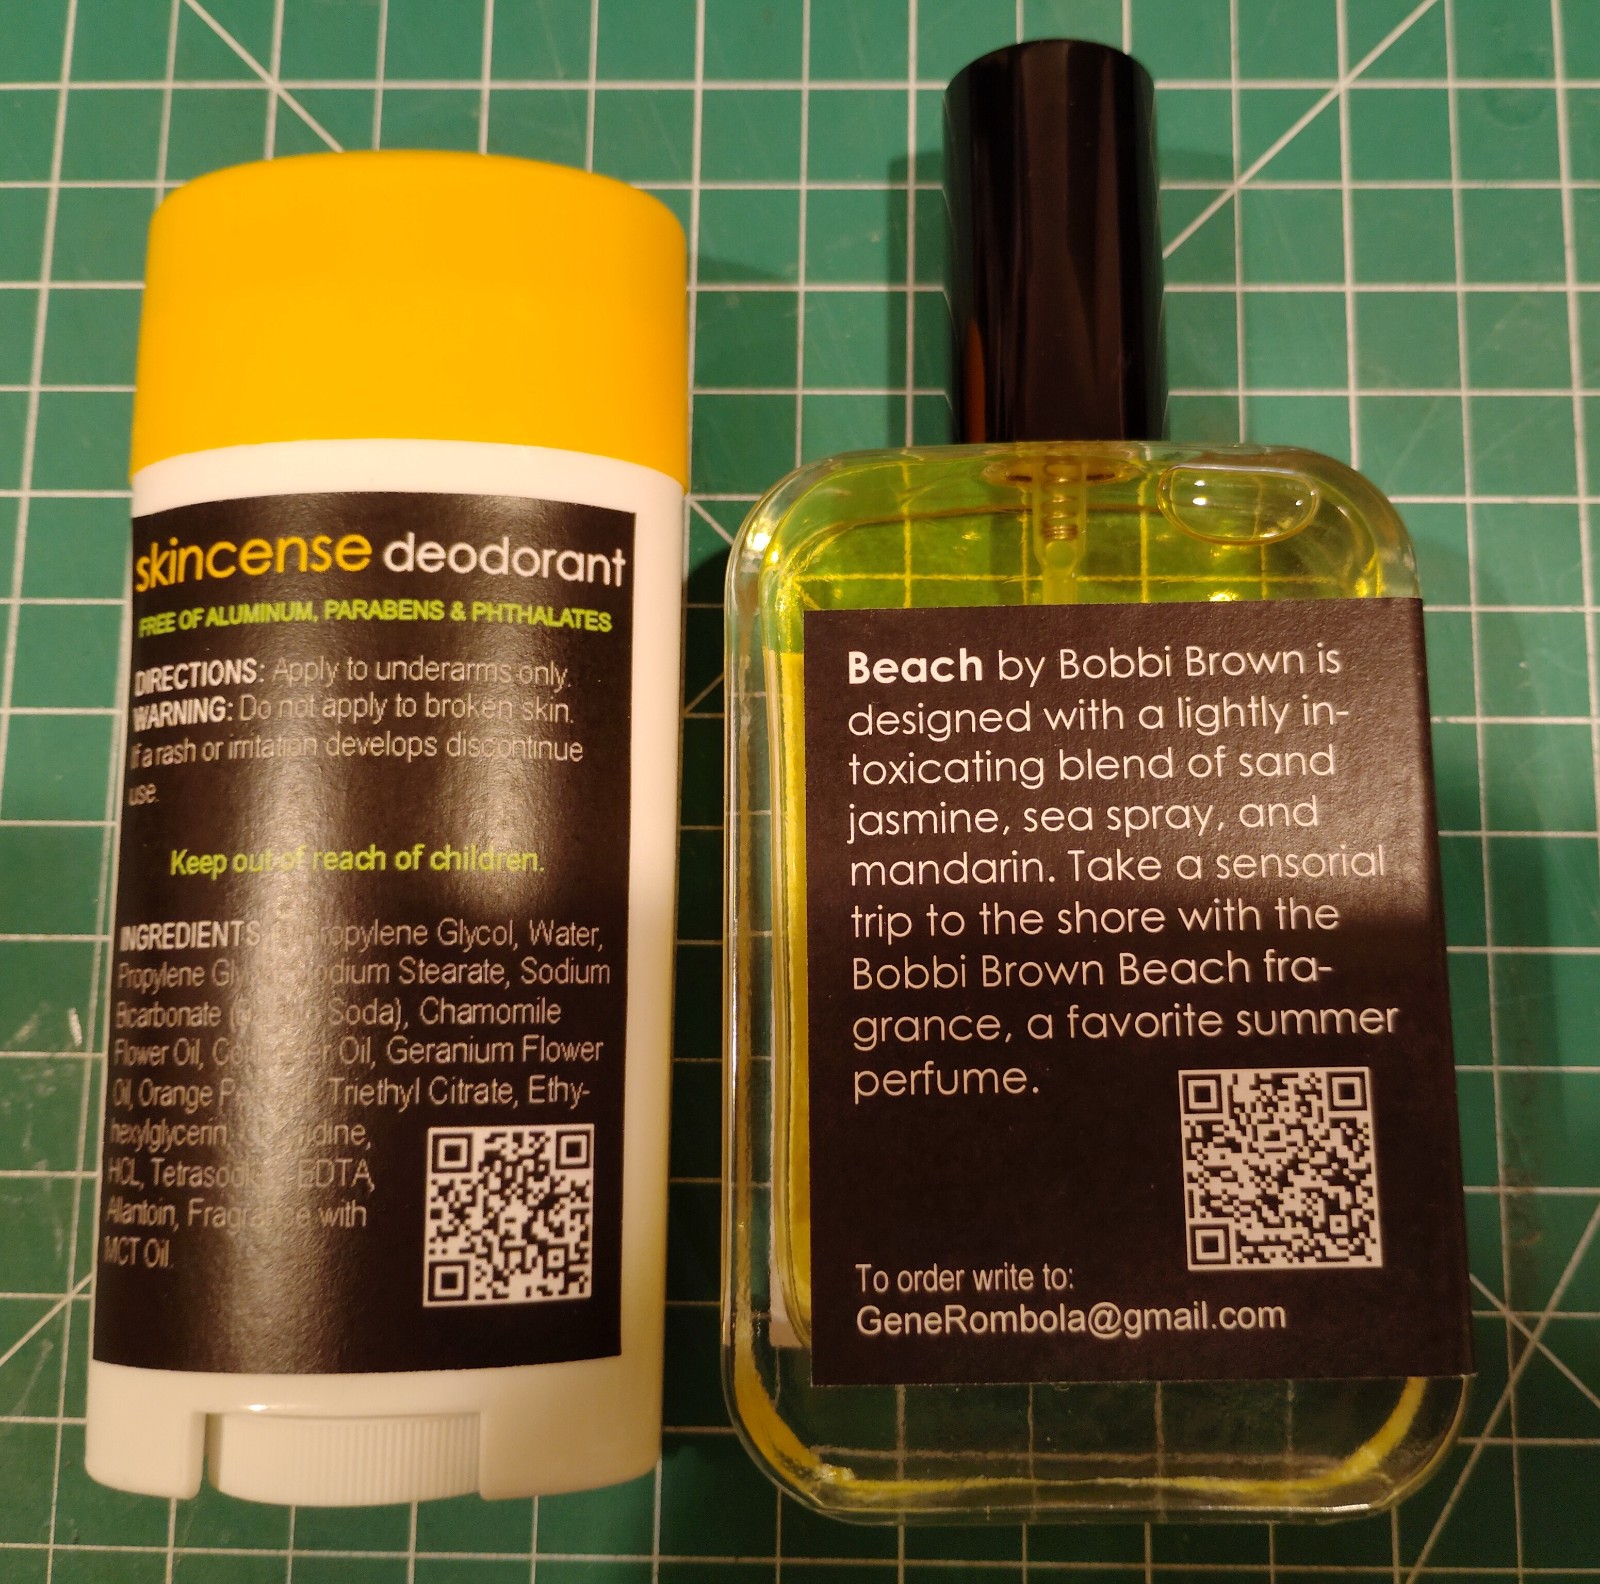 skincense deodorant
FREE OF ALUMINUM, PARABENS & PHTHALATES
DIRECTIONS: Apply to underarms only.
WARNING: Do not apply to broken skin.
If a rash or irritation develops discontinue
use.
Keep out of reach of children.
INGREDIENTS Glycol, Water,
Propylene Stearate, Sodium
Bicarbonate Soda), Chamomile
Flower Oil, Oil, Geranium Flower
Oil, Orange Triethyl Citrate, Ethy-
hexylglycerin,
HCL, EDTA,
Allantoin, Fragrance with
MCT Oil.
Beach by Bobbi Brown is
designed with a lightly in-
toxicating blend of sand
jasmine, sea spray, and
mandarin. Take a sensorial
trip to the shore with the
Bobbi Brown Beach fra-
grance, a favorite summer
perfume.
To order write to:
GeneRombola@gmail.com